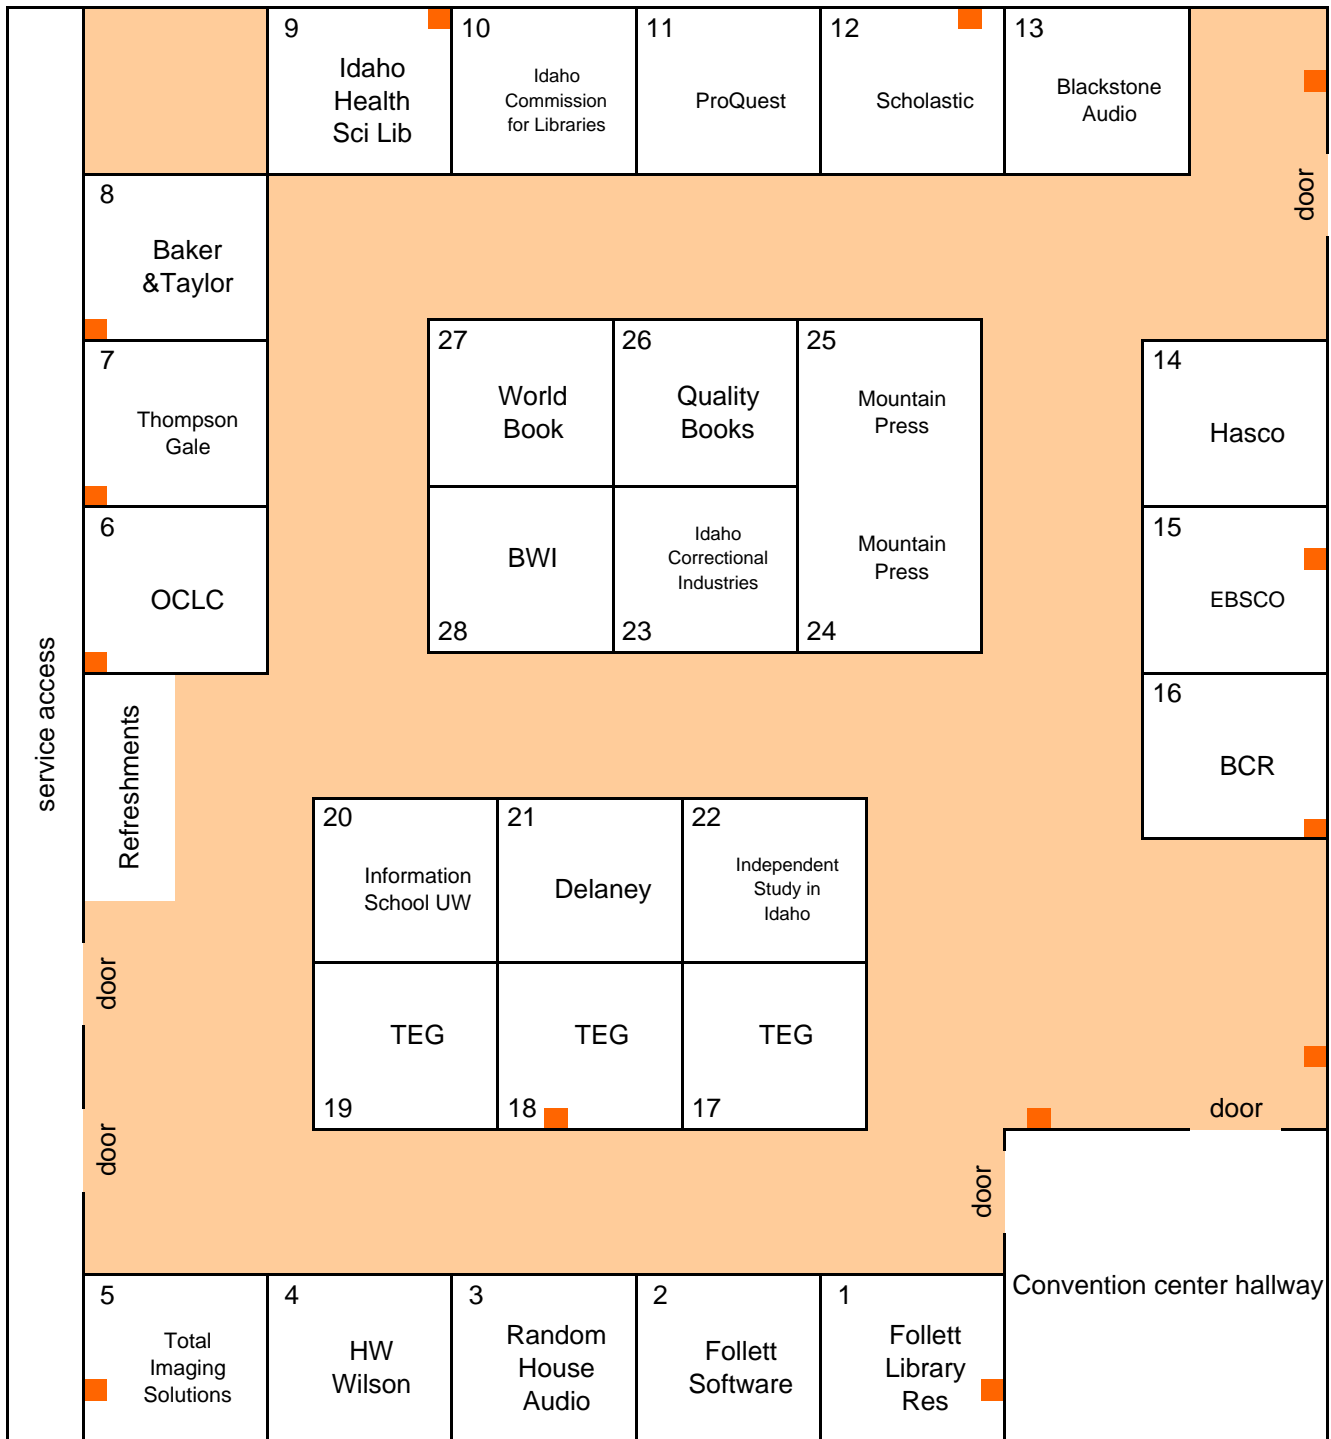 9
Idaho
Health
Sci Lib
10
Idaho
Commission
for Libraries
11
ProQuest
12
Scholastic
13
Blackstone
Audio
door
8
Baker
&Taylor
7
Thompson
Gale
6
OCLC
27
World
Book
26
Quality
Books
25
Mountain
Press
BWI
28
Idaho
Correctional
Industries
23
Mountain
Press
24
14
Hasco
15
EBSCO
16
BCR
service access
Refreshments
20
Information
School UW
21
Delaney
22
Independent
Study in
Idaho
TEG
19
TEG
18
TEG
17
door
door
door
door
Convention center hallway
5
Total
Imaging
Solutions
4
HW
Wilson
3
Random
House
Audio
2
Follett
Software
1
Follett
Library
Res